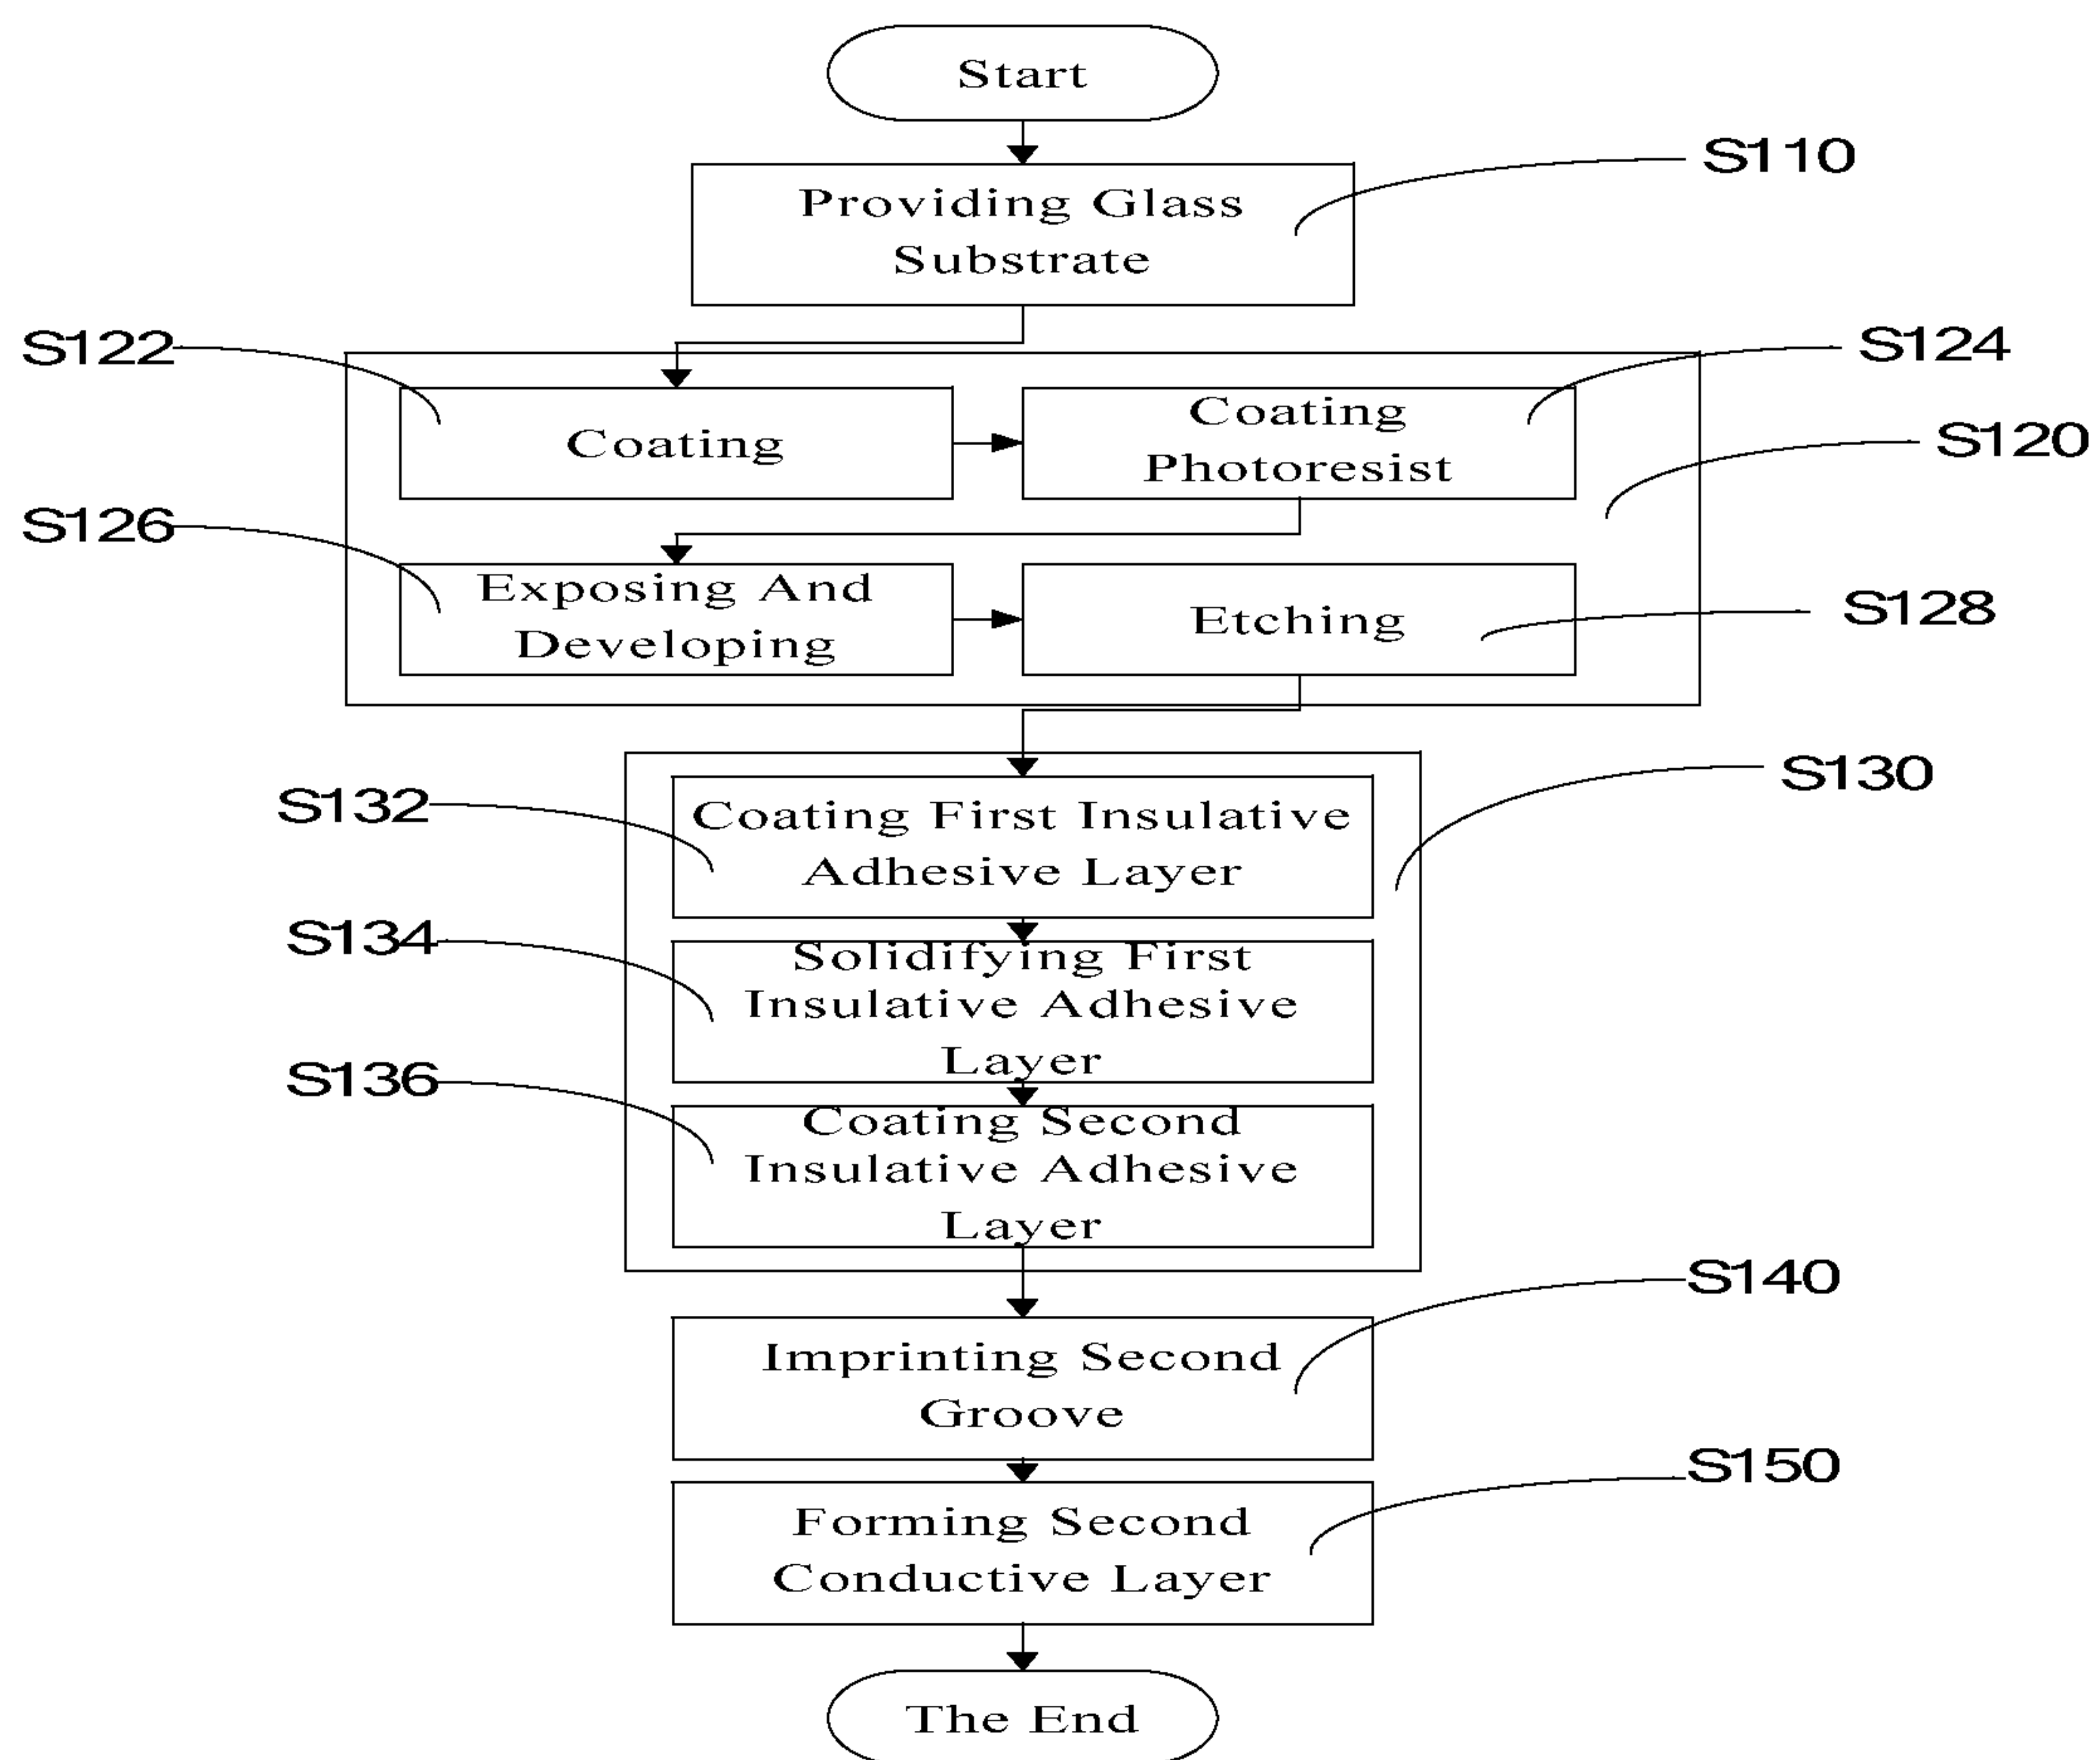 Start
S110
Providing Glass
Substrate
S122
S124
Coating
Coating
Photoresist
S120
S126
Exposing And
Developing
Etching
S128
S130
S132
Coating First Insulative
Adhesive Layer
S134
Solidifying First
Insulative Adhesive
Layer
S136
Coating Second
Insulative Adhesive
Layer
S140
Imprinting Second
Groove
S150
Forming Second
Conductive Layer
The End